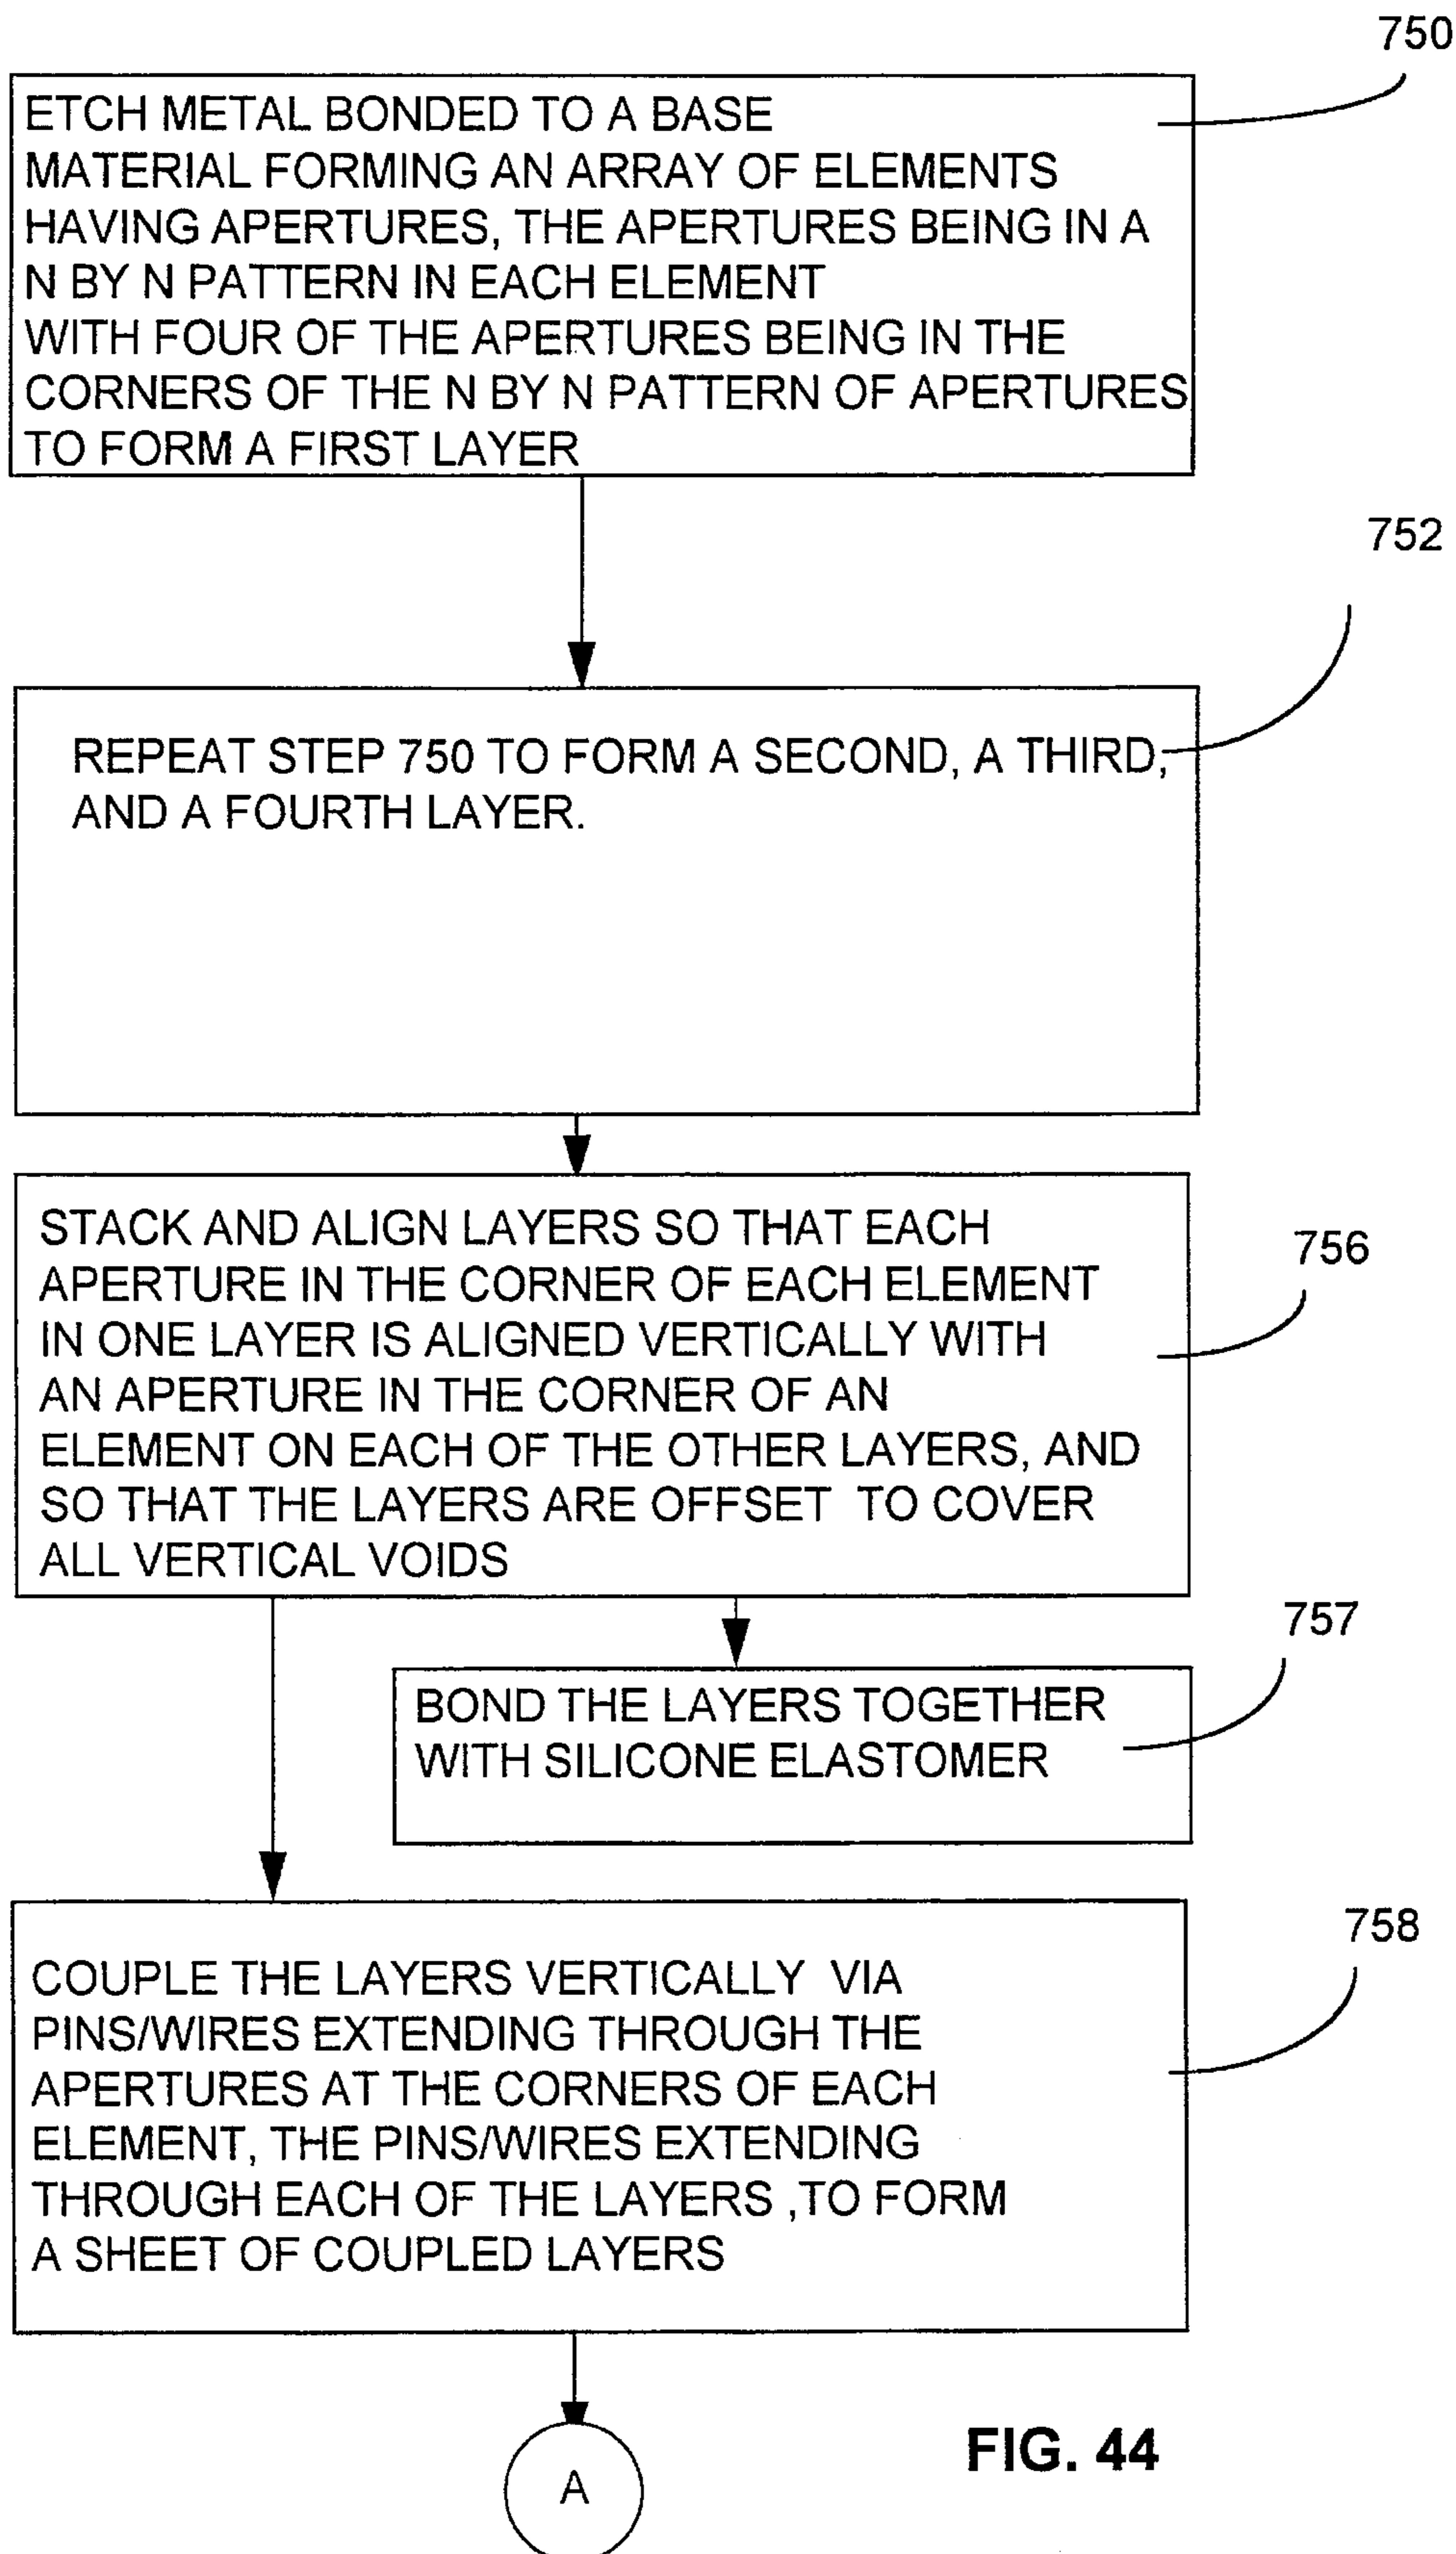 750
ETCH METAL BONDED TO A BASE
MATERIAL FORMING AN ARRAY OF ELEMENTS
HAVING APERTURES, THE APERTURES BEING IN A
N BY N PATTERN IN EACH ELEMENT
WITH FOUR OF THE APERTURES BEING IN THE
CORNERS OF THE N BY N PATTERN OF APERTURES
TO FORM A FIRST LAYER
752
REPEAT STEP 750 TO FORM A SECOND, A THIRD,
AND A FOURTH LAYER.
756
STACK AND ALIGN LAYERS SO THAT EACH
APERTURE IN THE CORNER OF EACH ELEMENT
IN ONE LAYER IS ALIGNED VERTICALLY WITH
AN APERTURE IN THE CORNER OF AN
ELEMENT ON EACH OF THE OTHER LAYERS, AND
SO THAT THE LAYERS ARE OFFSET TO COVER
ALL VERTICAL VOIDS
757
BOND THE LAYERS TOGETHER
WITH SILICONE ELASTOMER
758
COUPLE THE LAYERS VERTICALLY VIA
PINS/WIRES EXTENDING THROUGH THE
APERTURES AT THE CORNERS OF EACH
ELEMENT, THE PINS/WIRES EXTENDING
THROUGH EACH OF THE LAYERS ,TO FORM
A SHEET OF COUPLED LAYERS
A
FIG. 44